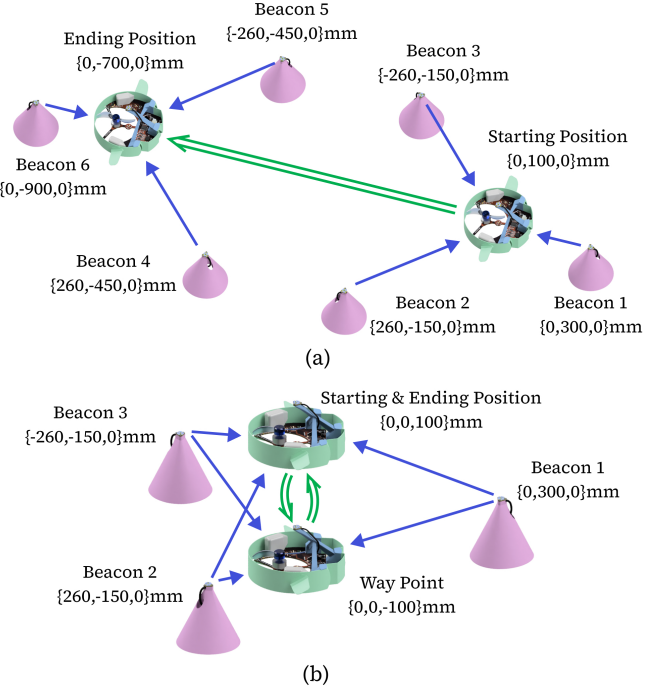 Beacon 5
{-260,-450,0}mm
Ending Position
{0,-700,0}mm
Beacon 3
{-260,-150,0}mm
Starting Position
{0,100,0}mm
Beacon 6
{0,-900,0}mm
Beacon 4
{260,-450,0}mm
Beacon 2
{260,-150,0}mm
Beacon 1
{0,300,0}mm
(a)
Starting & Ending Position
{0,0,100}mm
Beacon 3
{-260,-150,0}mm
Beacon 1
{0,300,0}mm
Beacon 2
{260,-150,0}mm
Way Point
{0,0,-100}mm
(b)